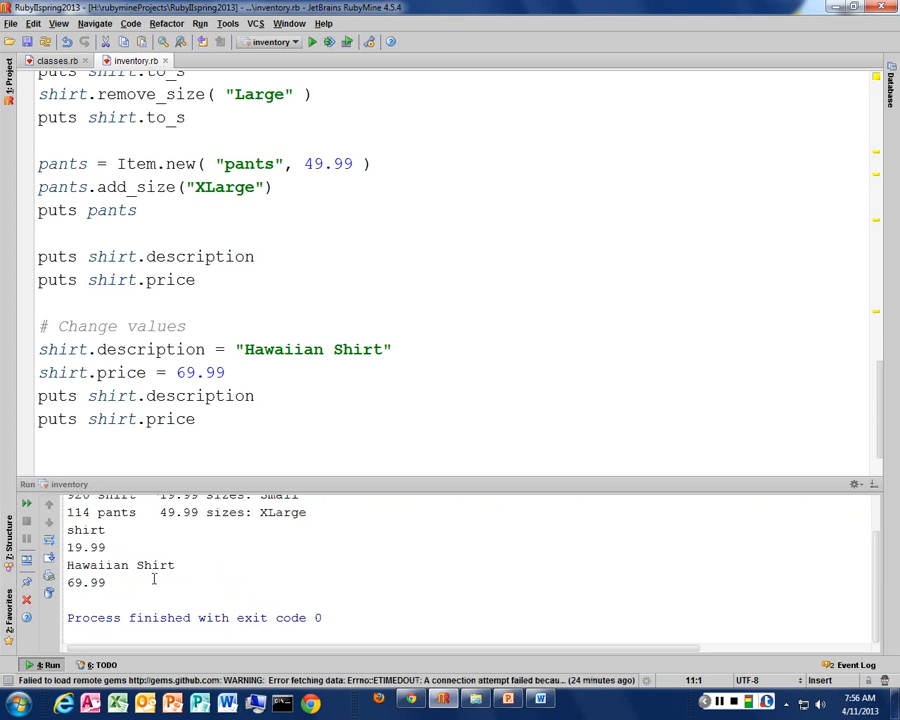 RubyIIspring2013 - [H:\rubymineProjects\RubyIIspring2013] - ...\inventory.rb - JetBrains RubyMine 4.5.4
File Edit View Navigate Code Refactor Run Tools VCS Window Help
inventory
classes.rb inventory.rb
1: Project
Database
puts shirt.to_s
shirt.remove_size( "Large" )
puts shirt.to_s
pants = Item.new( "pants", 49.99 )
pants.add_size("XLarge")
puts pants
puts shirt.description
puts shirt.price
# Change values
shirt.description = "Hawaiian Shirt"
shirt.price = 69.99
puts shirt.description
puts shirt.price
Run inventory
920 shirt 19.99 sizes: Small
114 pants 49.99 sizes: XLarge
shirt
19.99
Hawaiian Shirt
69.99
Process finished with exit code 0
7: Structure
2: Favorites
4: Run 6: TODO Event Log
Failed to load remote gems http://gems.github.com: WARNING: Error fetching data: Errno::ETIMEDOUT: A connection attempt failed becau... (24 minutes ago) 11:1 UTF-8 Insert
7:56 AM
4/11/2013